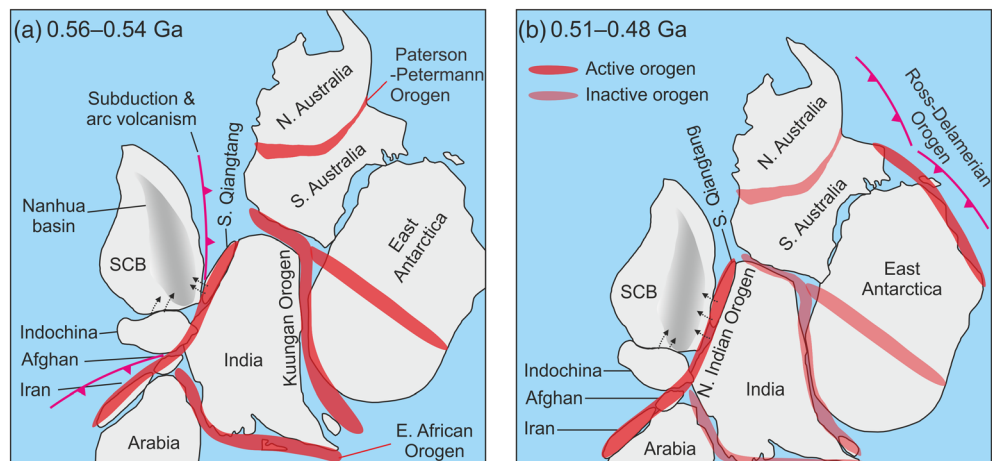 (a) 0.56–0.54 Ga
Paterson
-Petermann
Orogen
Subduction &
arc volcanism
N. Australia
S. Qiangtang
S. Australia
Nanhua
basin
East
Antarctica
SCB
Kuungan Orogen
Indochina
Afghan
India
Iran
Arabia
E. African
Orogen
(b) 0.51–0.48 Ga
Active orogen
Inactive orogen
Ross-Delamerian
Orogen
N. Australia
S. Qiangtang
S. Australia
East
Antarctica
SCB
N. Indian Orogen
Indochina
India
Afghan
Iran
Arabia